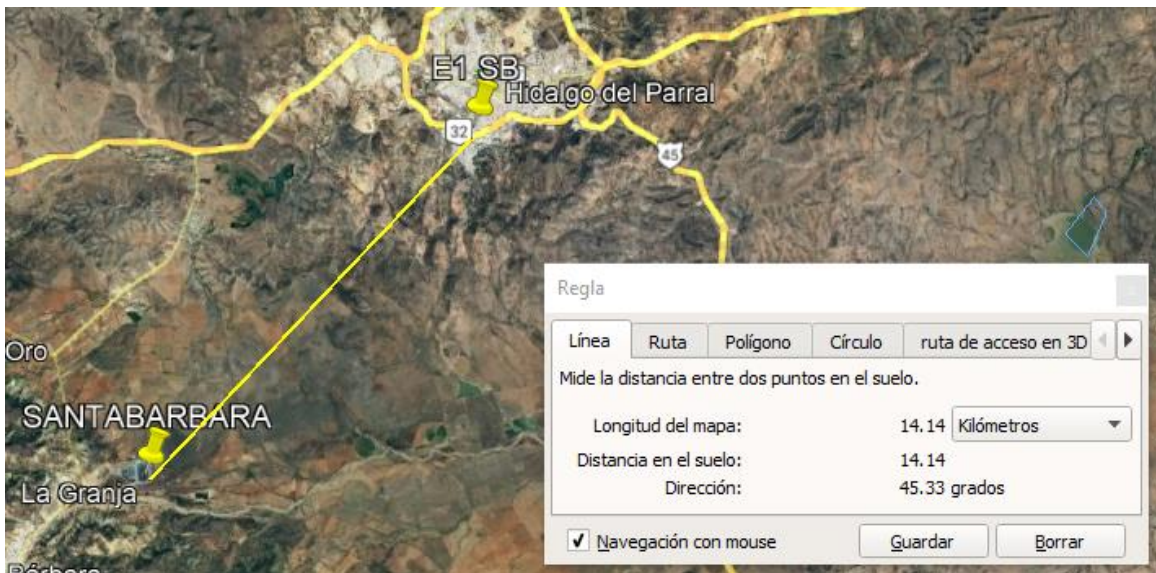 E1 SB
Hidalgo del Parral
32
45
Oro
SANTABARBARA
La Granja
Bárbara
Regla
Línea Ruta Polígono Círculo ruta de acceso en 3D
Mide la distancia entre dos puntos en el suelo.
Longitud del mapa: 14.14 Kilómetros
Distancia en el suelo: 14.14
Dirección: 45.33 grados
Navegación con mouse Guardar Borrar